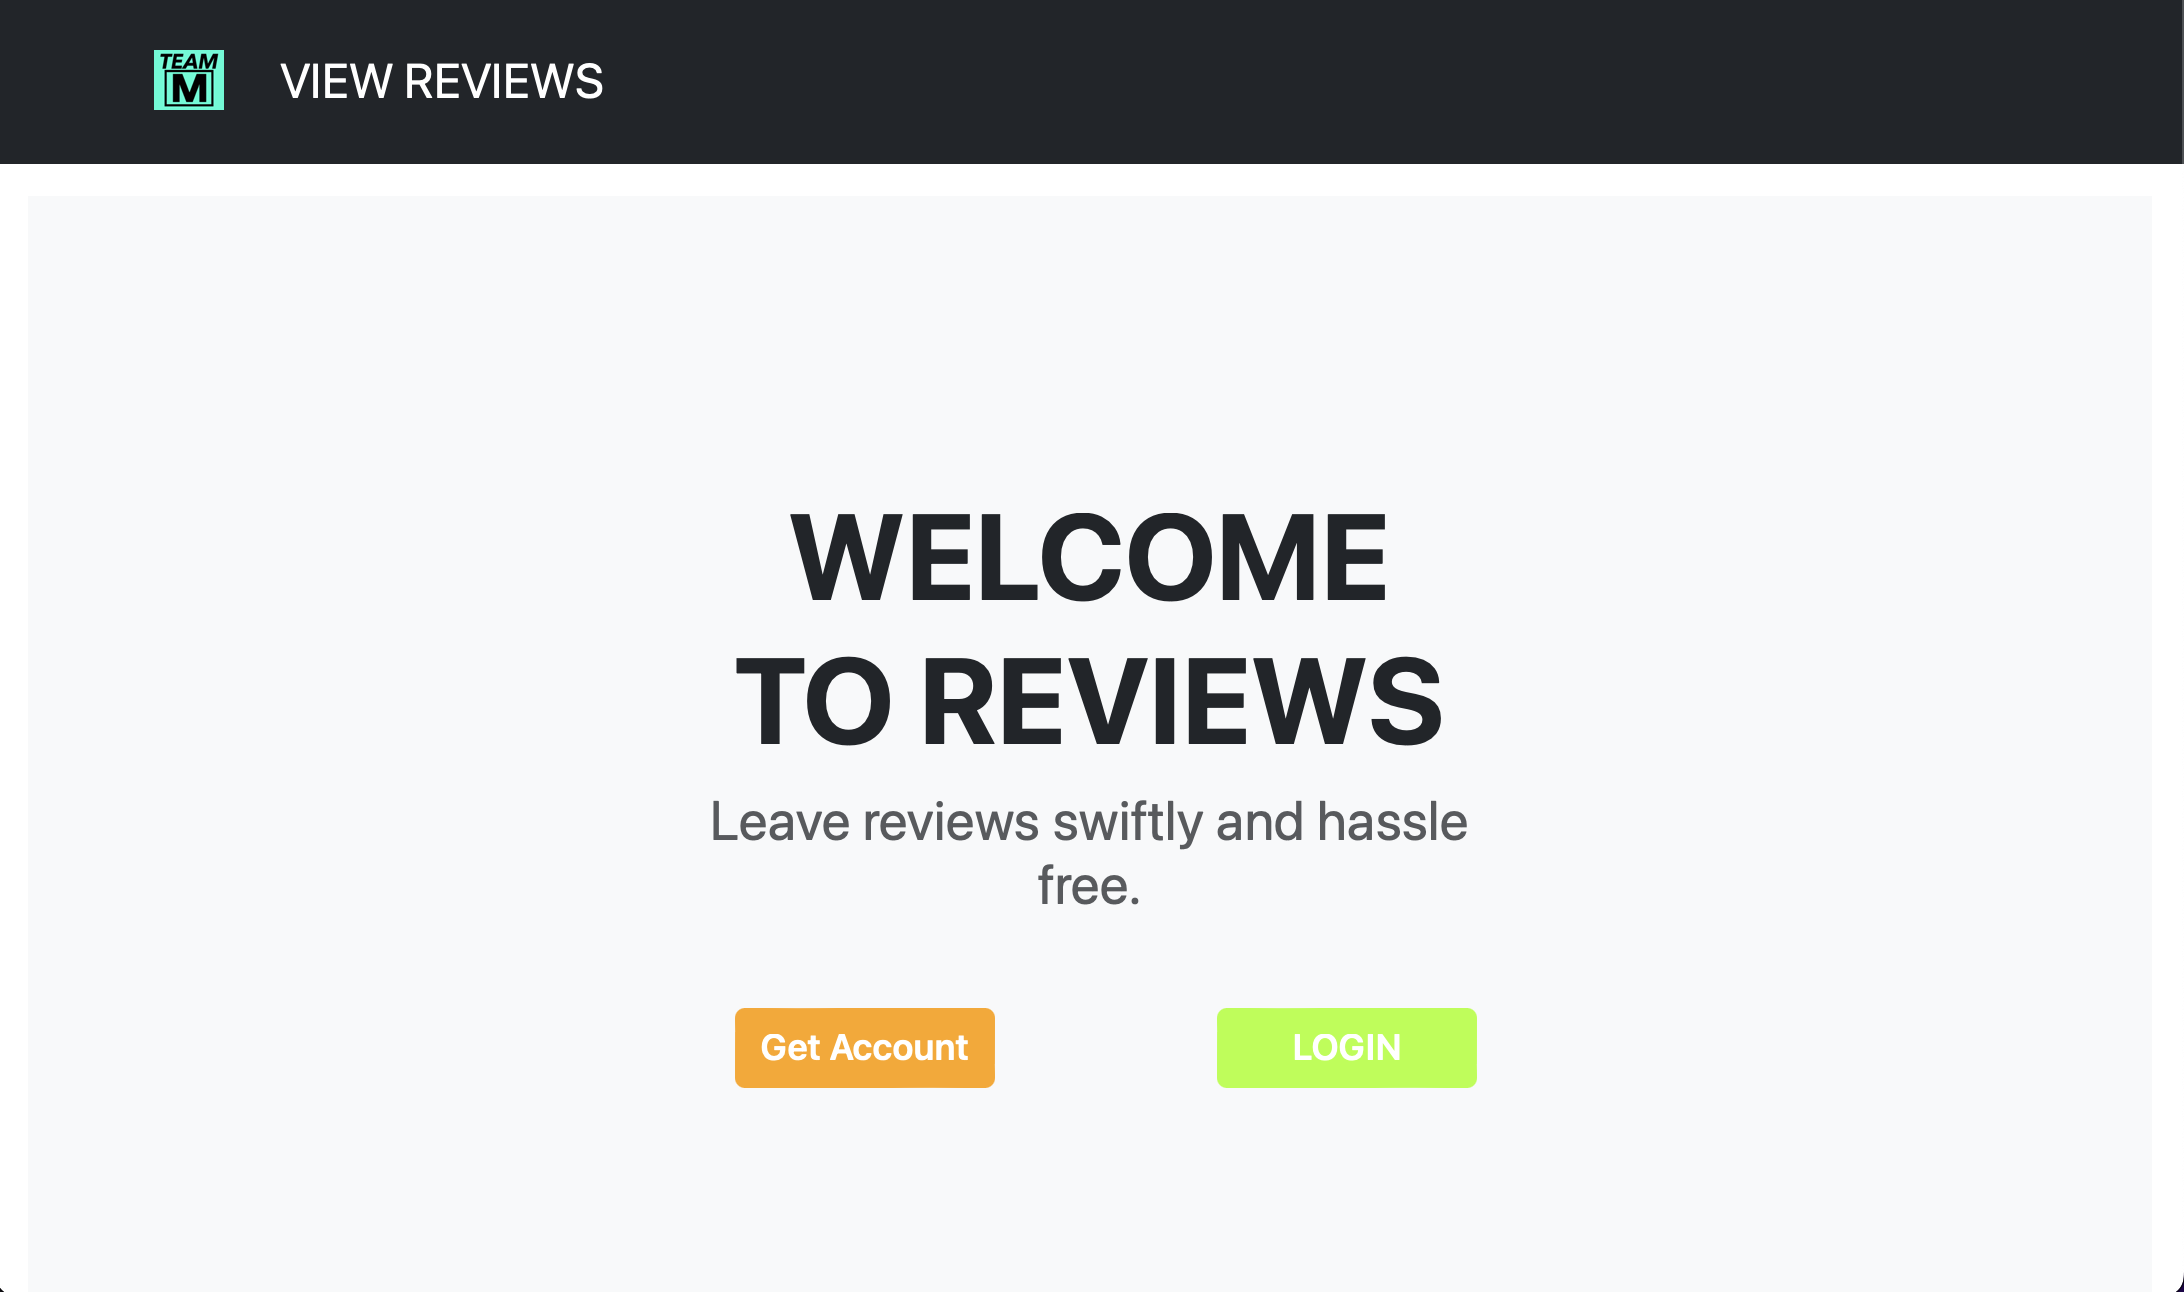 TEAM
M
VIEW REVIEWS
WELCOME
TO REVIEWS
Leave reviews swiftly and hassle
free.
Get Account
LOGIN